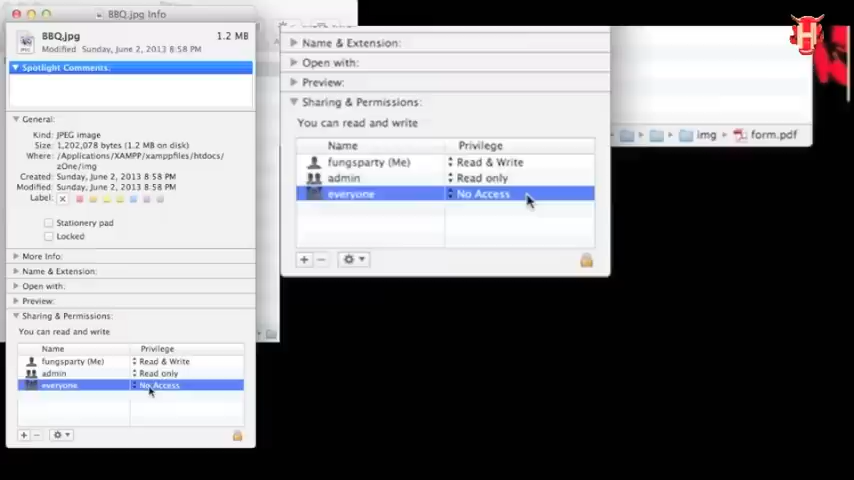 BBQ.jpg Info
BBQ.jpg 1.2 MB
Modified Sunday, June 2, 2013 8:58 PM
Spotlight Comments:
General:
Kind: JPEG image
Size: 1,202,078 bytes (1.2 MB on disk)
Where: /Applications/XAMPP/xamppfiles/htdocs/
zOne/img
Created: Sunday, June 2, 2013 8:58 PM
Modified: Sunday, June 2, 2013 8:58 PM
Label:
Stationery pad
Locked
More Info:
Name & Extension:
Open with:
Preview:
Sharing & Permissions:
You can read and write
Name Privilege
fungsparty (Me) Read & Write
admin Read only
everyone No Access
Name & Extension:
Open with:
Preview:
Sharing & Permissions:
You can read and write
Name Privilege
fungsparty (Me) Read & Write
admin Read only
everyone No Access
img form.pdf
H